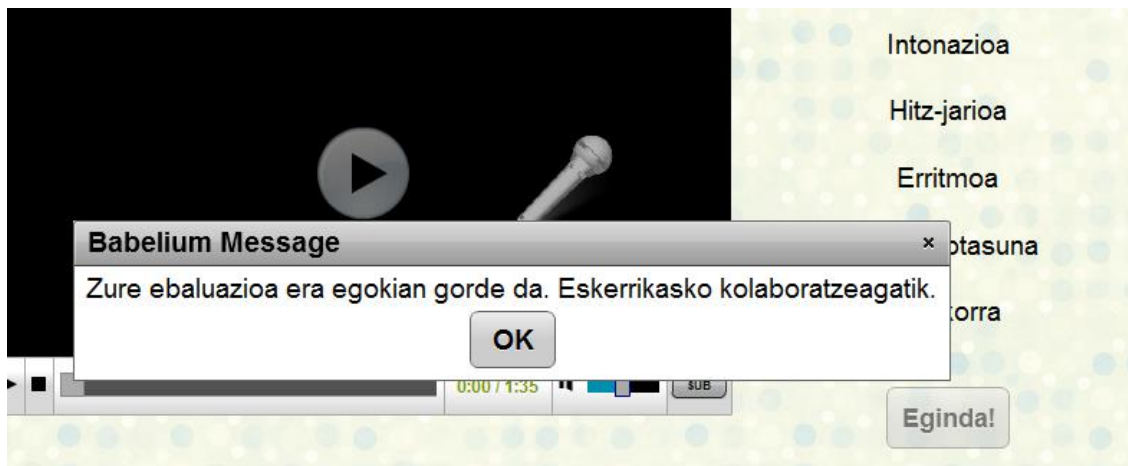 Intonazioa
Hitz-jarioa
Erritmoa
Babelium Message
Zure ebaluazioa era egokian gorde da. Eskerrikasko kolaboratzeagatik.
OK
0:00 / 1:35
SUB
Eginda!